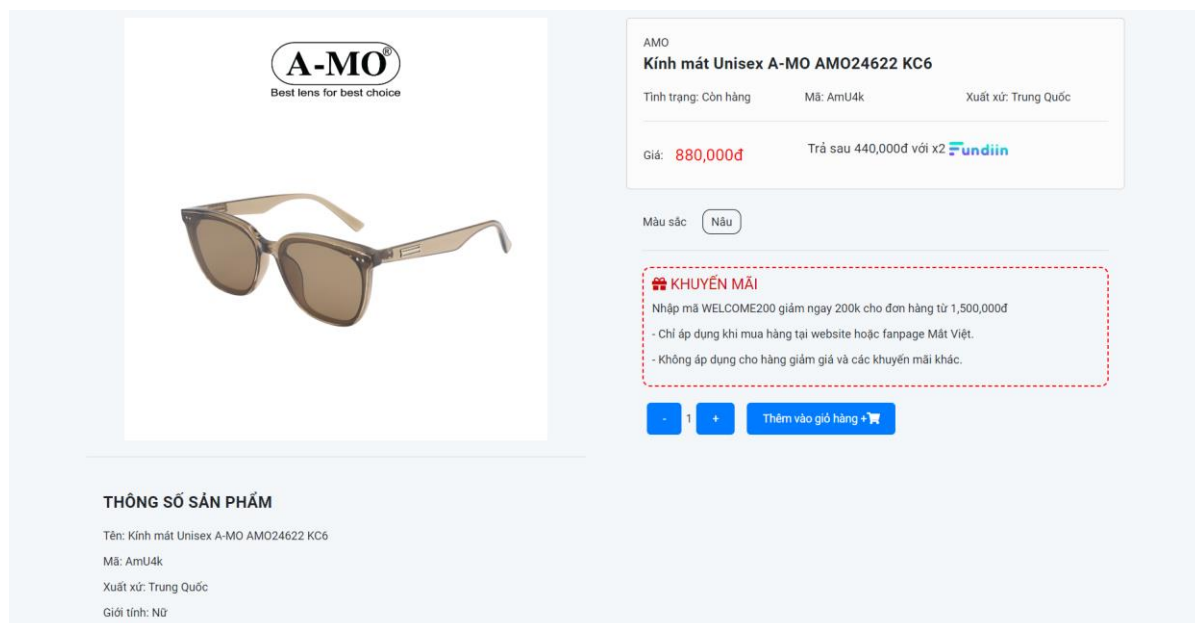 A-MO®
Best lens for best choice
AMO
Kính mát Unisex A-MO AMO24622 KC6
Tình trạng: Còn hàng Mã: AmU4k Xuất xứ: Trung Quốc
Giá: 880,000đ Trả sau 440,000đ với x2 Fundiin
Màu sắc Nâu
KHUYẾN MÃI
Nhập mã WELCOME200 giảm ngay 200k cho đơn hàng từ 1,500,000đ
- Chỉ áp dụng khi mua hàng tại website hoặc fanpage Mắt Việt.
- Không áp dụng cho hàng giảm giá và các khuyến mãi khác.
- 1 + Thêm vào giỏ hàng +
THÔNG SỐ SẢN PHẨM
Tên: Kính mát Unisex A-MO AMO24622 KC6
Mã: AmU4k
Xuất xứ: Trung Quốc
Giới tính: Nữ